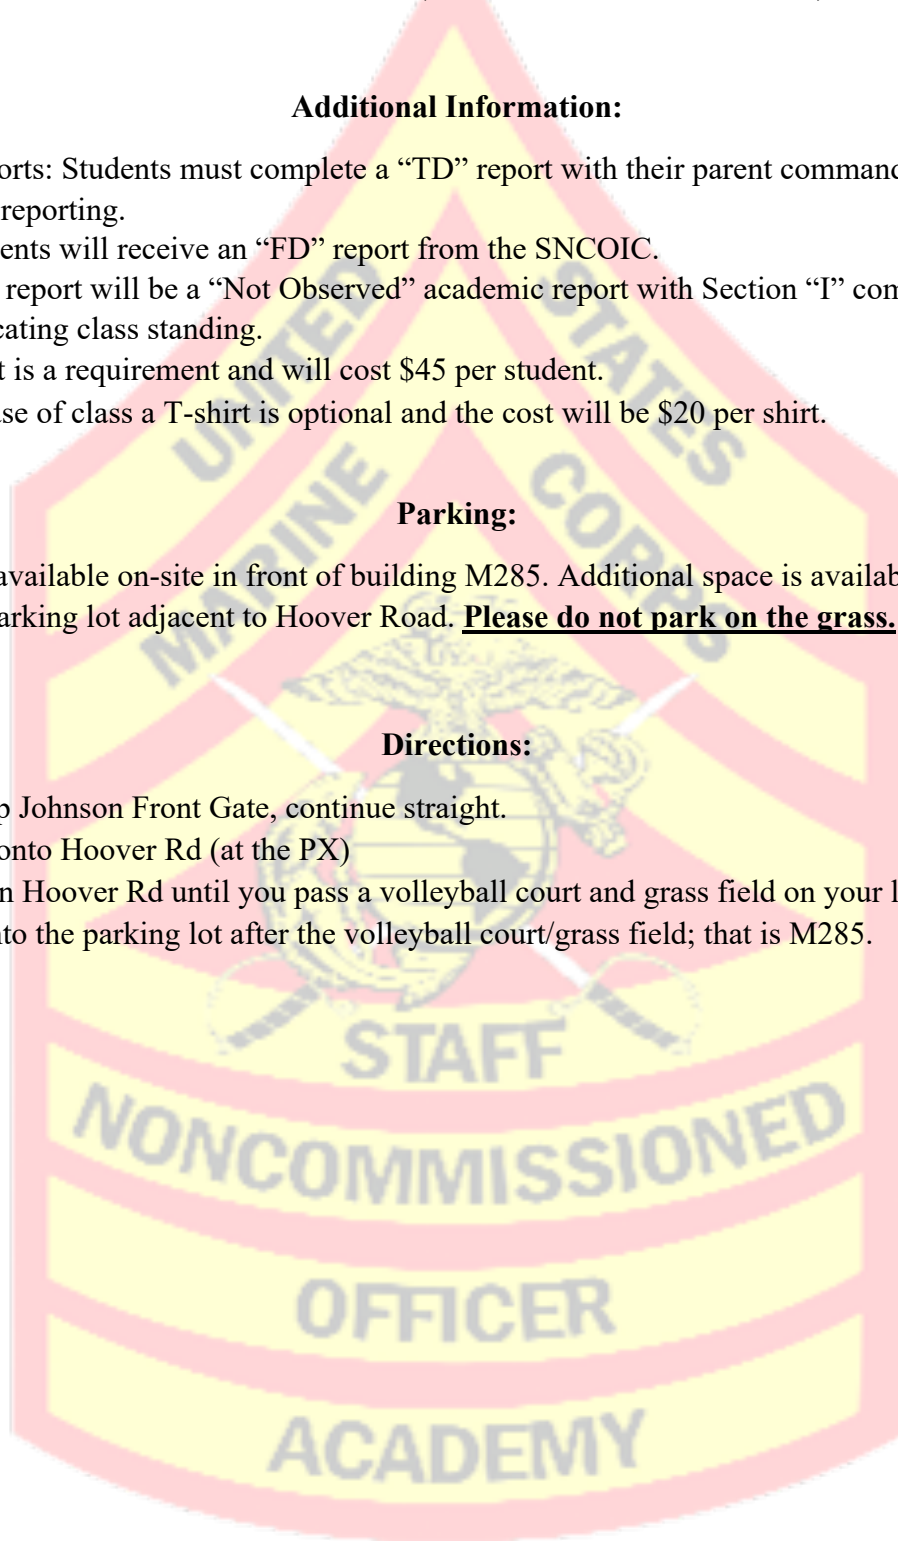 Additional Information:
orts: Students must complete a “TD” report with their parent command
reporting.
ents will receive an “FD” report from the SNCOIC.
report will be a “Not Observed” academic report with Section “I” com
cating class standing.
t is a requirement and will cost $45 per student.
se of class a T-shirt is optional and the cost will be $20 per shirt.
Parking:
available on-site in front of building M285. Additional space is availab
arking lot adjacent to Hoover Road. Please do not park on the grass.
Directions:
p Johnson Front Gate, continue straight.
onto Hoover Rd (at the PX)
n Hoover Rd until you pass a volleyball court and grass field on your l
nto the parking lot after the volleyball court/grass field; that is M285.
UNITED STATES
MARINE CORPS
STAFF
NONCOMMISSIONED
OFFICER
ACADEMY